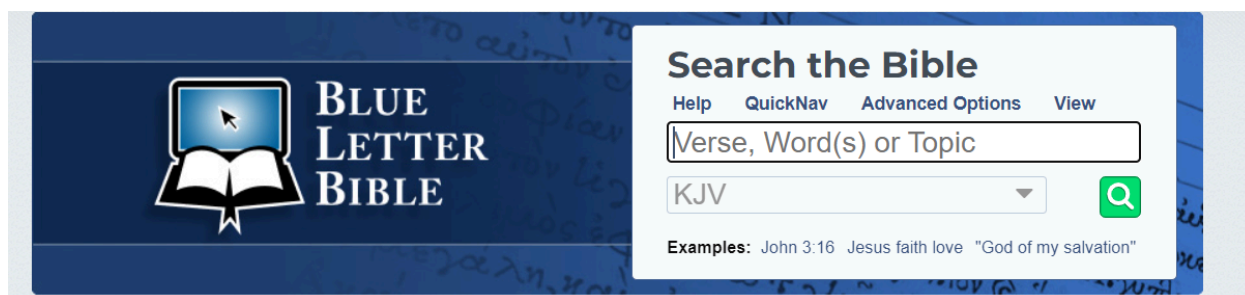 BLUE
LETTER
BIBLE
Search the Bible
Help QuickNav Advanced Options View
Verse, Word(s) or Topic
KJV
Examples: John 3:16 Jesus faith love "God of my salvation"